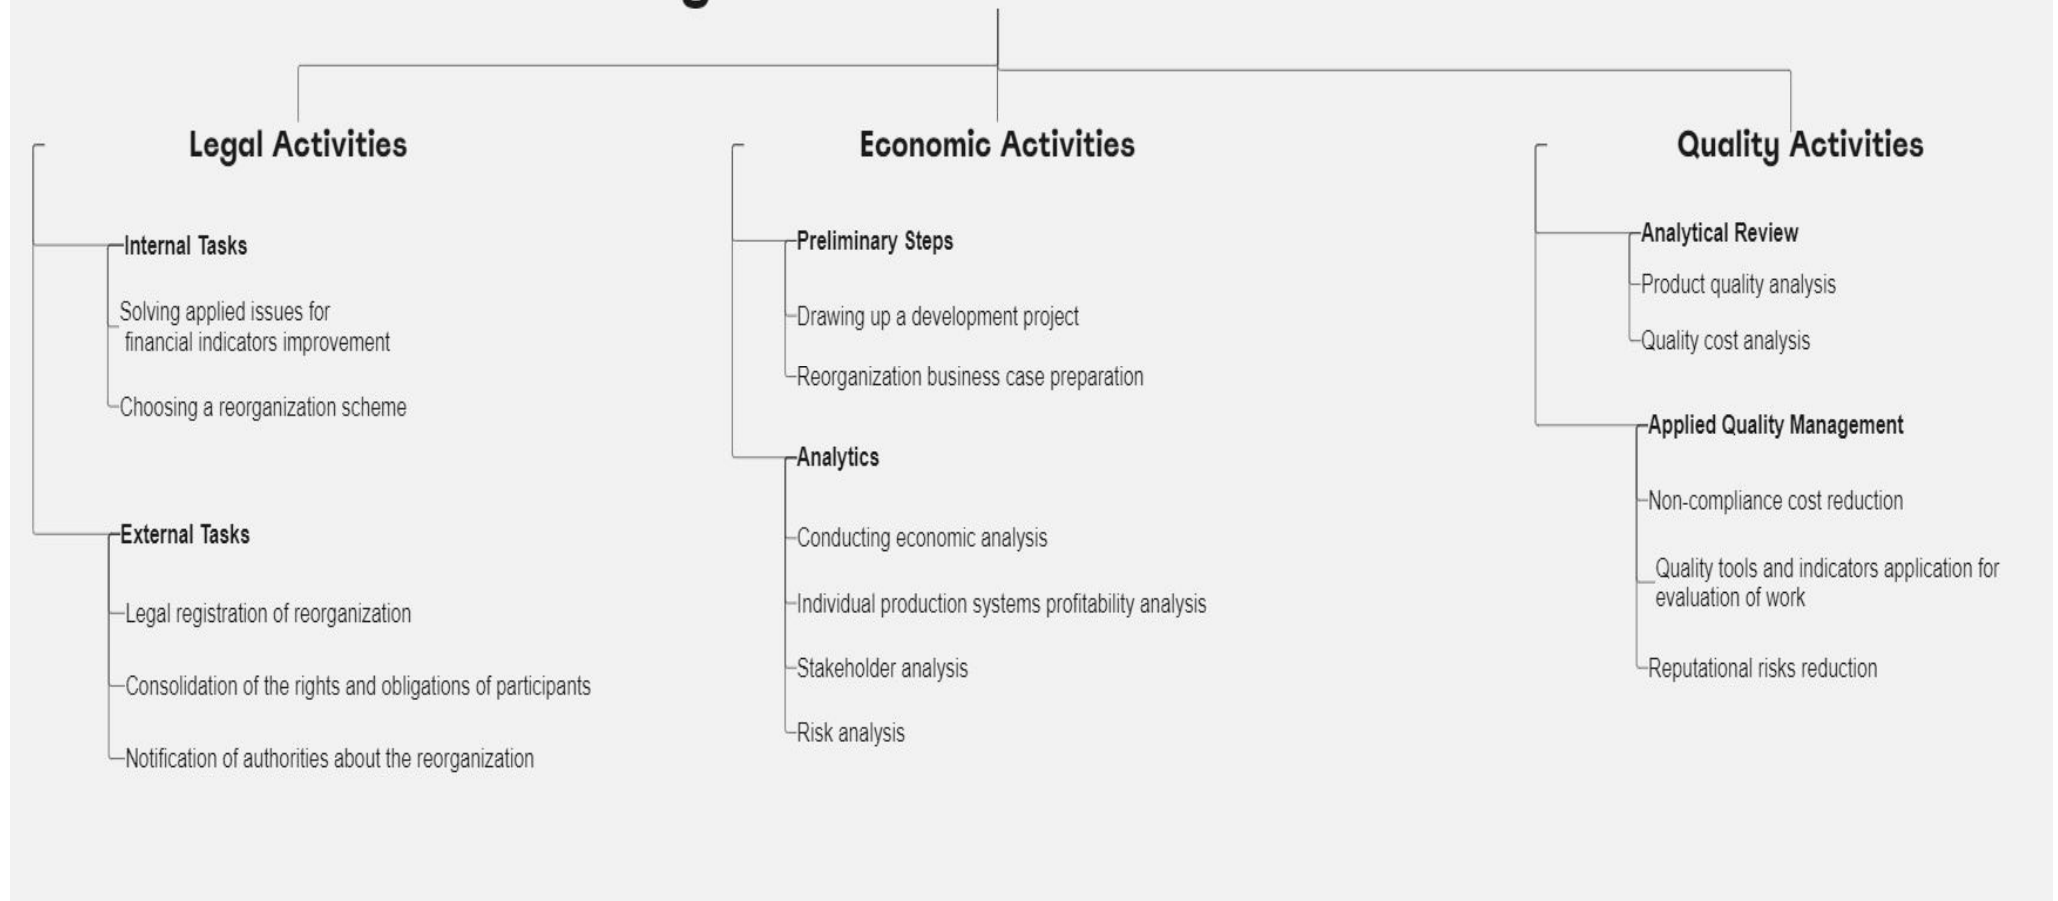 Legal Activities
Internal Tasks
Solving applied issues for
financial indicators improvement
Choosing a reorganization scheme
External Tasks
Legal registration of reorganization
Consolidation of the rights and obligations of participants
Notification of authorities about the reorganization
Economic Activities
Preliminary Steps
Drawing up a development project
Reorganization business case preparation
Analytics
Conducting economic analysis
Individual production systems profitability analysis
Stakeholder analysis
Risk analysis
Quality Activities
Analytical Review
Product quality analysis
Quality cost analysis
Applied Quality Management
Non-compliance cost reduction
Quality tools and indicators application for
evaluation of work
Reputational risks reduction